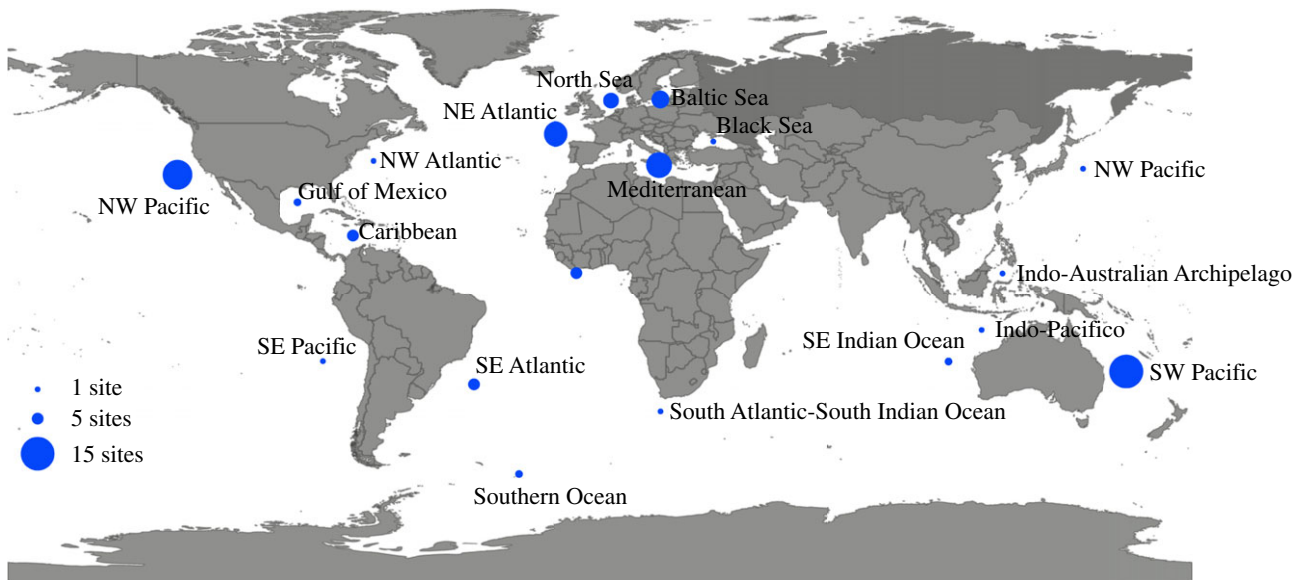 North Sea
Baltic Sea
NE Atlantic
Black Sea
NW Atlantic
NW Pacific
Gulf of Mexico
Mediterranean
NW Pacific
Caribbean
Indo-Australian Archipelago
Indo-Pacifico
SE Pacific
SE Indian Ocean
SE Atlantic
SW Pacific
1 site
South Atlantic-South Indian Ocean
5 sites
15 sites
Southern Ocean